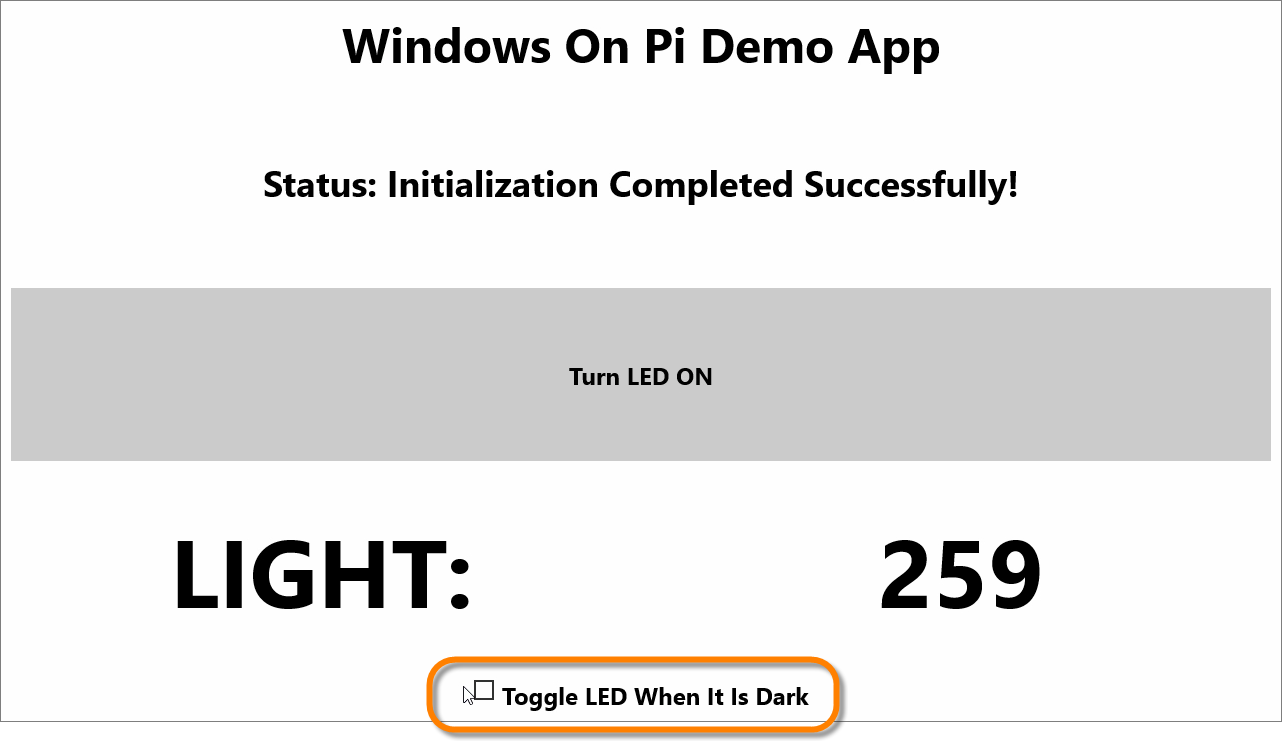 Windows On Pi Demo App
Status: Initialization Completed Successfully!
Turn LED ON
LIGHT: 259
Toggle LED When It Is Dark